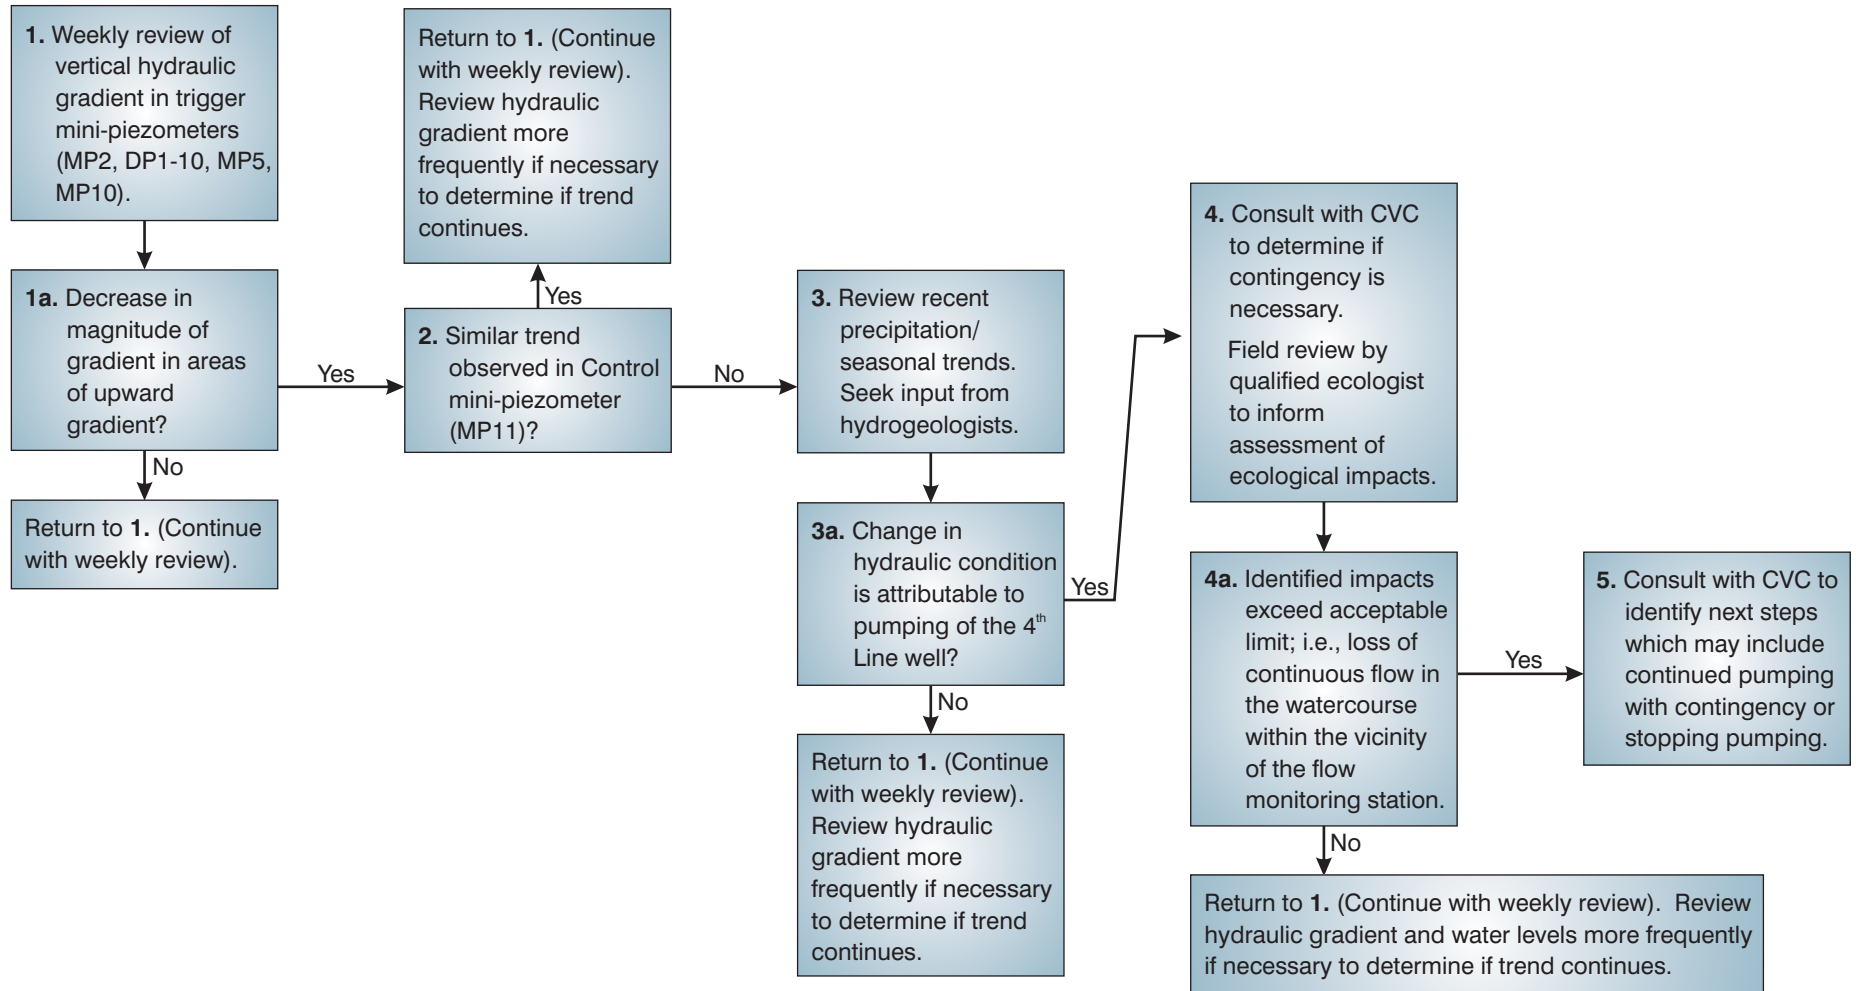 1. Weekly review of
vertical hydraulic
gradient in trigger
mini-piezometers
(MP2, DP1-10, MP5,
MP10).
1a. Decrease in
magnitude of
gradient in areas
of upward
gradient?
No
Return to 1. (Continue
with weekly review).
Yes
Return to 1. (Continue
with weekly review).
Review hydraulic
gradient more
frequently if necessary
to determine if trend
continues.
Yes
2. Similar trend
observed in Control
mini-piezometer
(MP11)?
No
3. Review recent
precipitation/
seasonal trends.
Seek input from
hydrogeologists.
3a. Change in
hydraulic condition
is attributable to
pumping of the 4th
Line well?
No
Return to 1. (Continue
with weekly review).
Review hydraulic
gradient more
frequently if necessary
to determine if trend
continues.
Yes
4. Consult with CVC
to determine if
contingency is
necessary.
Field review by
qualified ecologist
to inform
assessment of
ecological impacts.
4a. Identified impacts
exceed acceptable
limit; i.e., loss of
continuous flow in
the watercourse
within the vicinity
of the flow
monitoring station.
No
Return to 1. (Continue with weekly review). Review
hydraulic gradient and water levels more frequently
if necessary to determine if trend continues.
Yes
5. Consult with CVC to
identify next steps
which may include
continued pumping
with contingency or
stopping pumping.